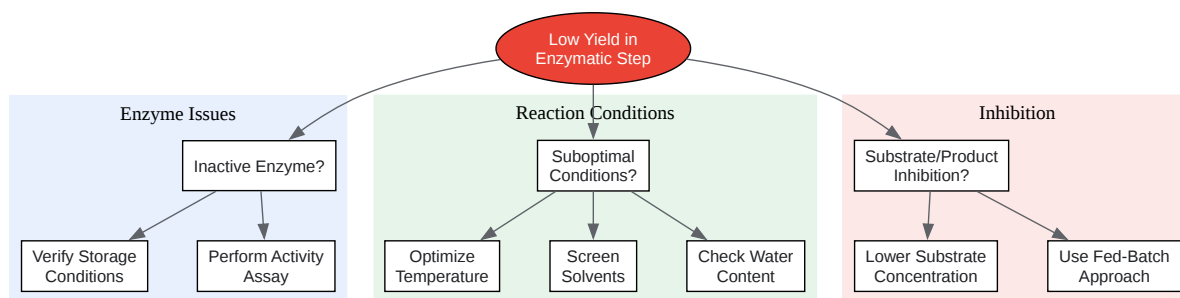 Low Yield in
Enzymatic Step
Enzyme Issues
Reaction Conditions
Inhibition
Inactive Enzyme?
Suboptimal
Conditions?
Substrate/Product
Inhibition?
Verify Storage
Conditions
Perform Activity
Assay
Optimize
Temperature
Screen
Solvents
Check Water
Content
Lower Substrate
Concentration
Use Fed-Batch
Approach